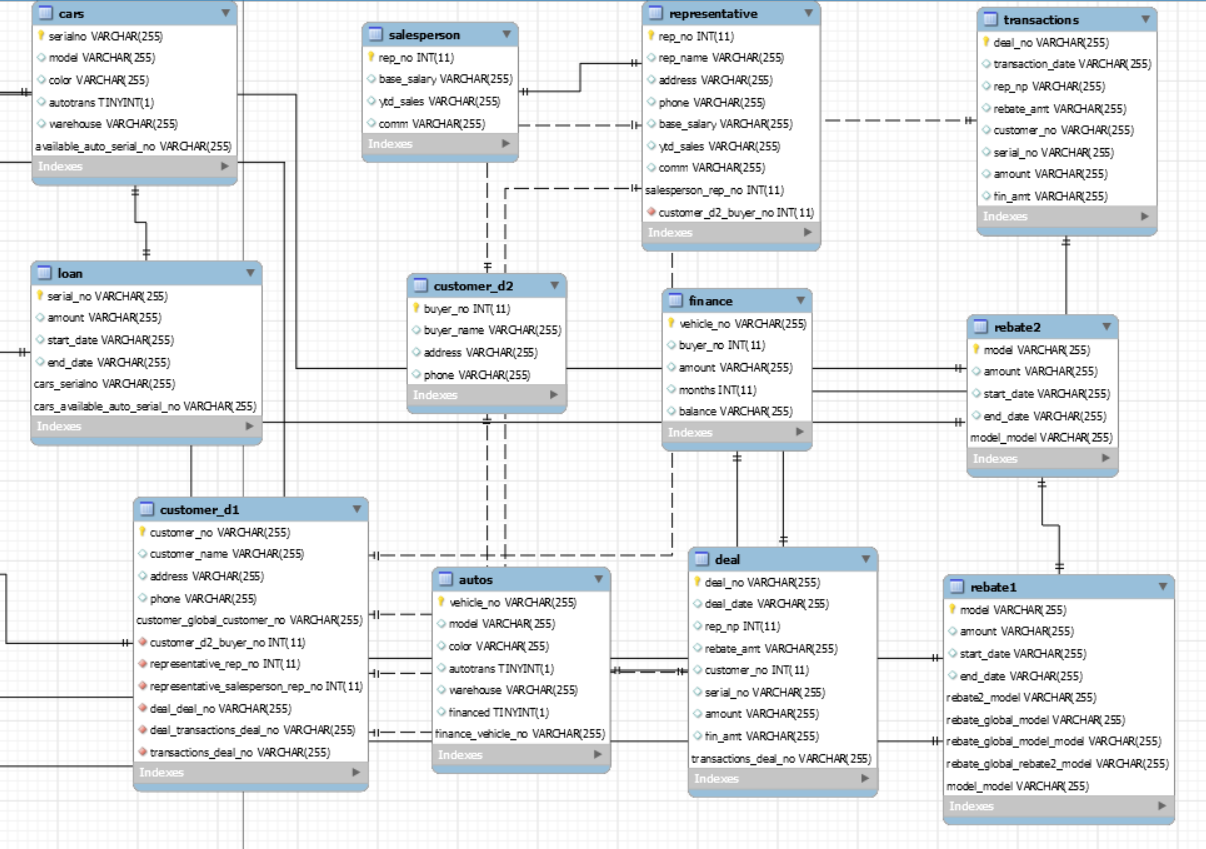 cars
serialno VARCHAR(255)
model VARCHAR(255)
color VARCHAR(255)
autotrans TINYINT(1)
warehouse VARCHAR(255)
available_auto_serial_no VARCHAR(255)
Indexes
salesperson
rep_no INT(11)
base_salary VARCHAR(255)
ytd_sales VARCHAR(255)
comm VARCHAR(255)
Indexes
representative
rep_no INT(11)
rep_name VARCHAR(255)
address VARCHAR(255)
phone VARCHAR(255)
base_salary VARCHAR(255)
ytd_sales VARCHAR(255)
comm VARCHAR(255)
salesperson_rep_no INT(11)
customer_d2_buyer_no INT(11)
Indexes
transactions
deal_no VARCHAR(255)
transaction_date VARCHAR(255)
rep_np VARCHAR(255)
rebate_amt VARCHAR(255)
customer_no VARCHAR(255)
serial_no VARCHAR(255)
amount VARCHAR(255)
fin_amt VARCHAR(255)
Indexes
loan
serial_no VARCHAR(255)
amount VARCHAR(255)
start_date VARCHAR(255)
end_date VARCHAR(255)
cars_serialno VARCHAR(255)
cars_available_auto_serial_no VARCHAR(255)
Indexes
customer_d2
buyer_no INT(11)
buyer_name VARCHAR(255)
address VARCHAR(255)
phone VARCHAR(255)
Indexes
finance
vehicle_no VARCHAR(255)
buyer_no INT(11)
amount VARCHAR(255)
months INT(11)
balance VARCHAR(255)
Indexes
rebate2
model VARCHAR(255)
amount VARCHAR(255)
start_date VARCHAR(255)
end_date VARCHAR(255)
model_model VARCHAR(255)
Indexes
customer_d1
customer_no VARCHAR(255)
customer_name VARCHAR(255)
address VARCHAR(255)
phone VARCHAR(255)
customer_global_customer_no VARCHAR(255)
customer_d2_buyer_no INT(11)
representative_rep_no INT(11)
representative_salesperson_rep_no INT(11)
deal_deal_no VARCHAR(255)
deal_transactions_deal_no VARCHAR(255)
transactions_deal_no VARCHAR(255)
Indexes
autos
vehicle_no VARCHAR(255)
model VARCHAR(255)
color VARCHAR(255)
autotrans TINYINT(1)
warehouse VARCHAR(255)
financed TINYINT(1)
finance_vehicle_no VARCHAR(255)
Indexes
deal
deal_no VARCHAR(255)
deal_date VARCHAR(255)
rep_np INT(11)
rebate_amt VARCHAR(255)
customer_no INT(11)
serial_no VARCHAR(255)
amount VARCHAR(255)
fin_amt VARCHAR(255)
transactions_deal_no VARCHAR(255)
Indexes
rebate1
model VARCHAR(255)
amount VARCHAR(255)
start_date VARCHAR(255)
end_date VARCHAR(255)
rebate2_model VARCHAR(255)
rebate_global_model VARCHAR(255)
rebate_global_model_model VARCHAR(255)
rebate_global_rebate2_model VARCHAR(255)
model_model VARCHAR(255)
Indexes